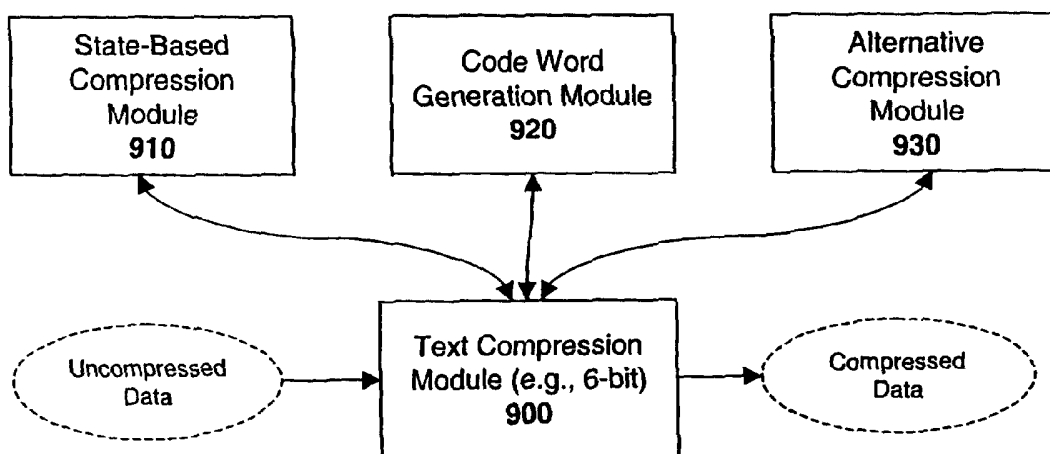 State-Based
Compression
Module
910
Code Word
Generation Module
920
Alternative
Compression
Module
930
Uncompressed
Data
Text Compression
Module (e.g., 6-bit)
900
Compressed
Data